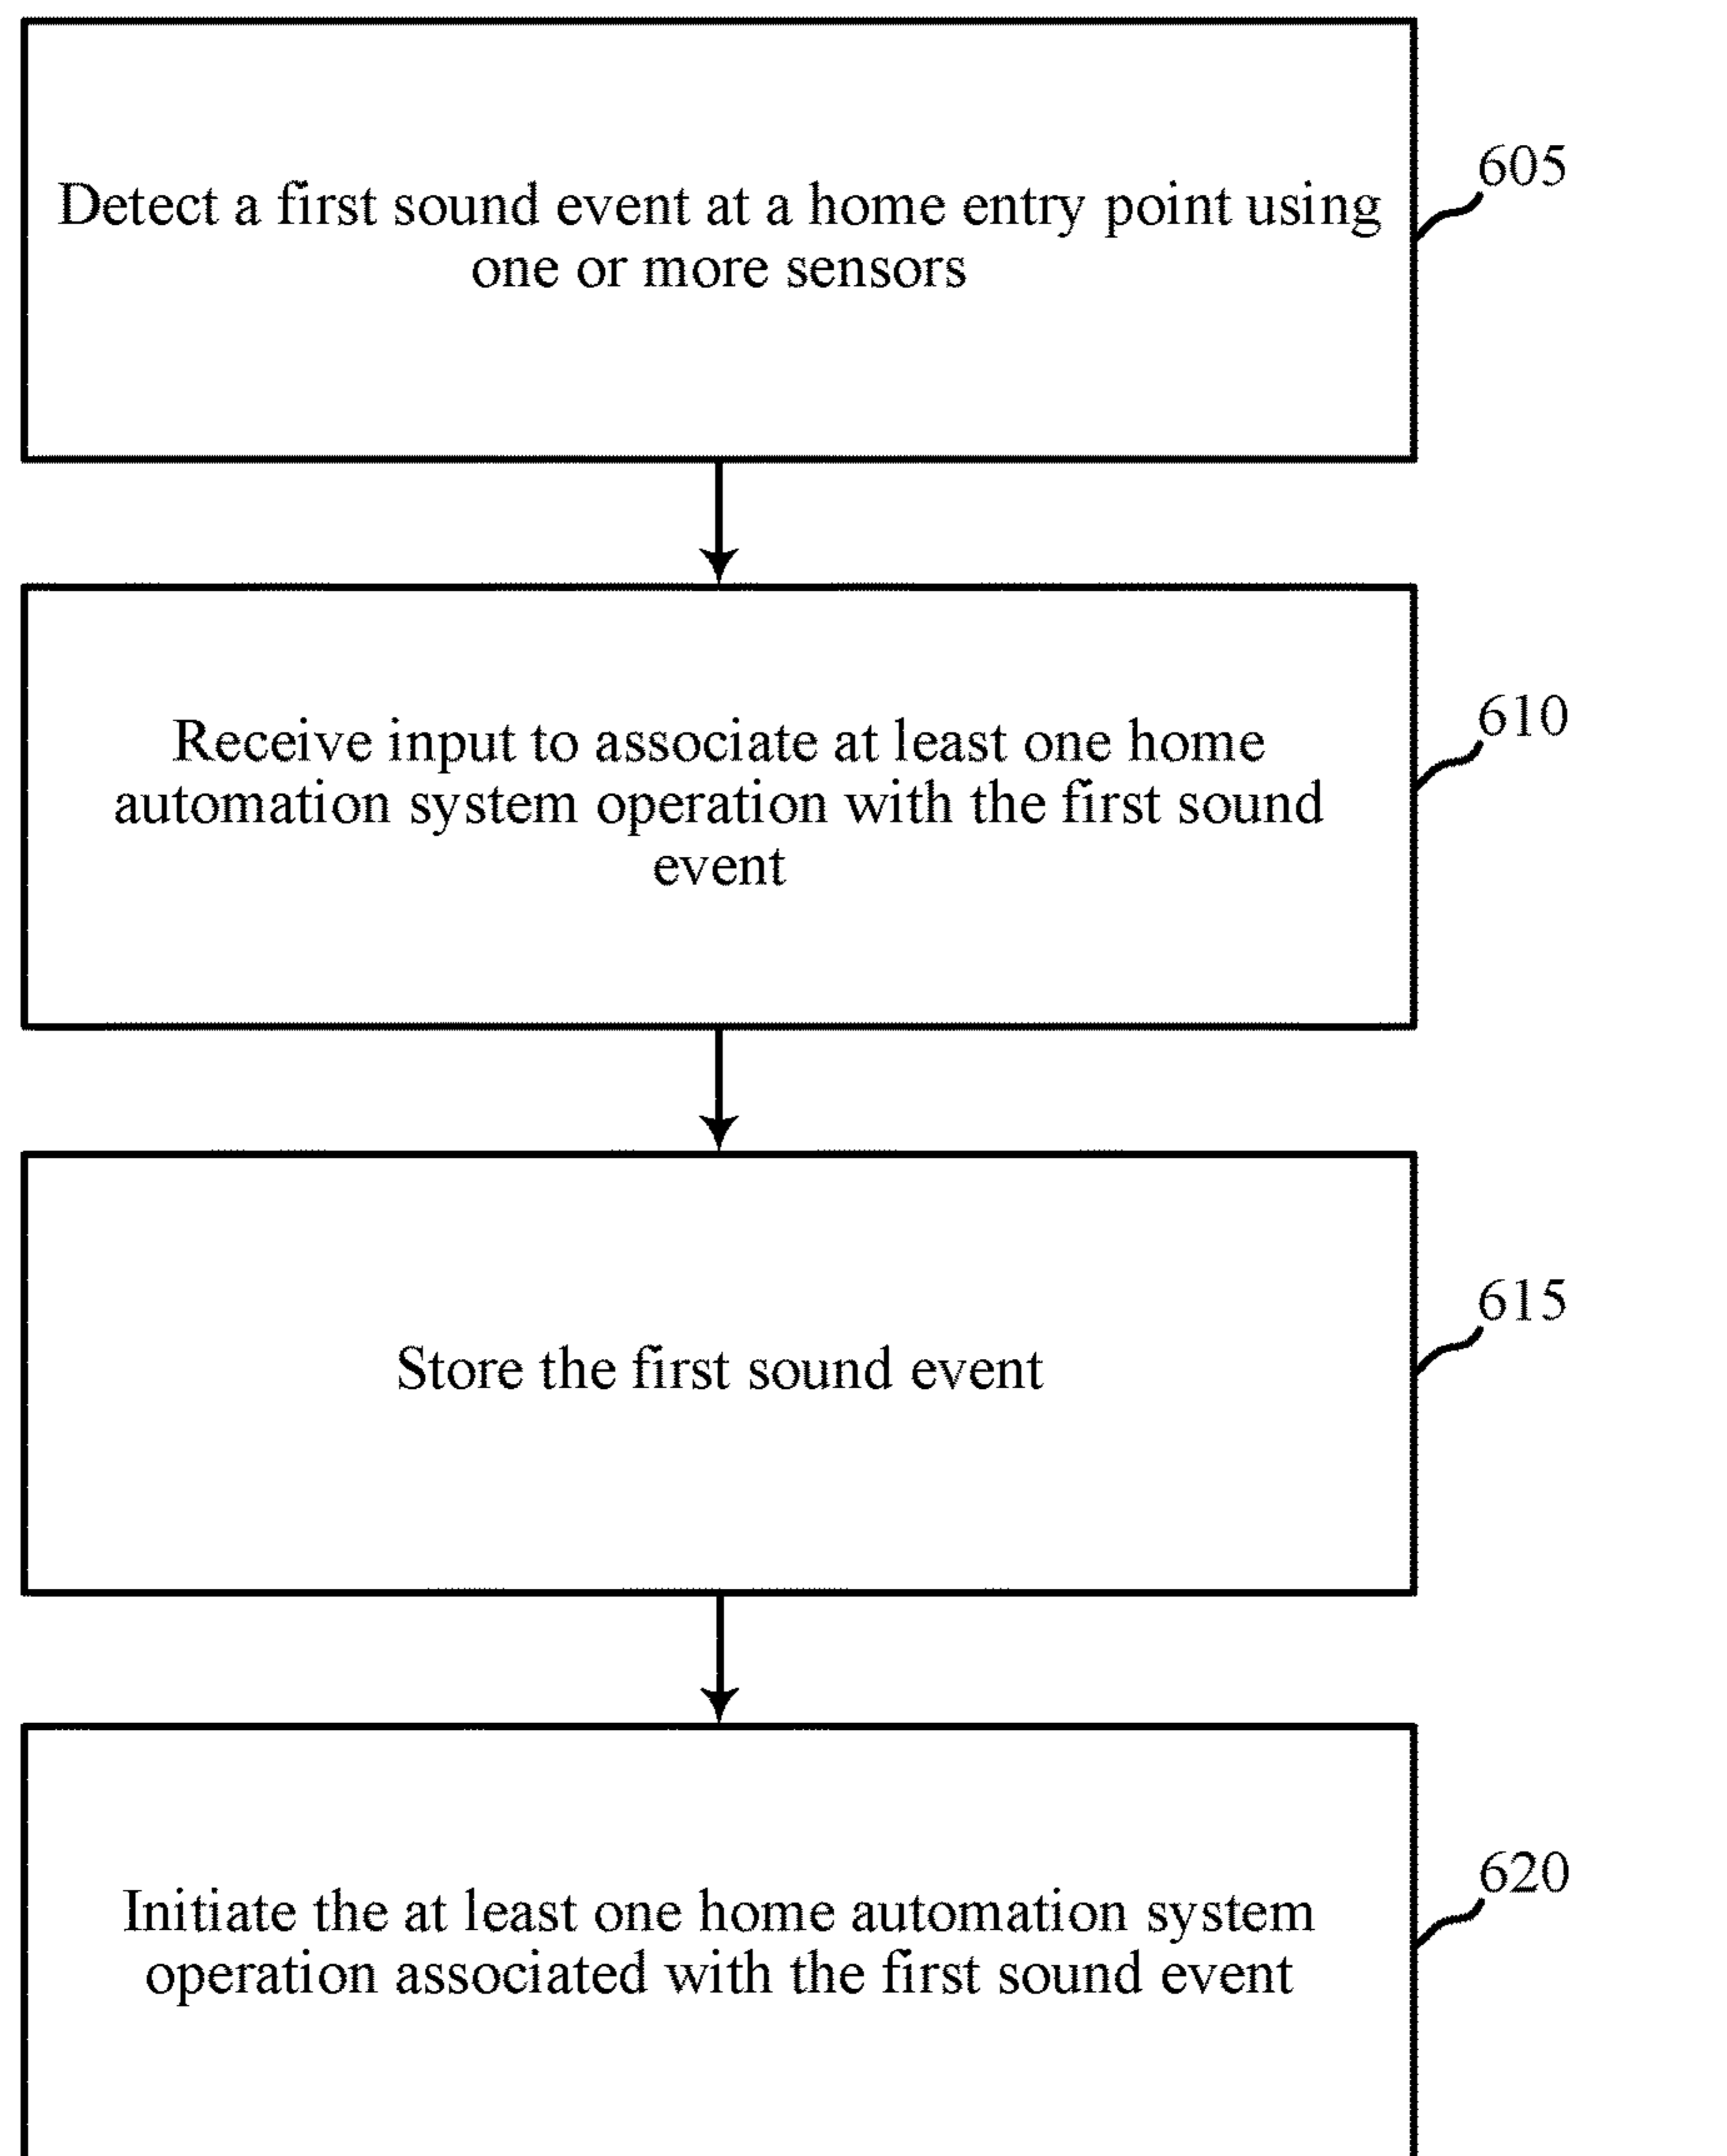 Detect a first sound event at a home entry point using
one or more sensors
605
Receive input to associate at least one home
automation system operation with the first sound
event
610
Store the first sound event
615
Initiate the at least one home automation system
operation associated with the first sound event
620